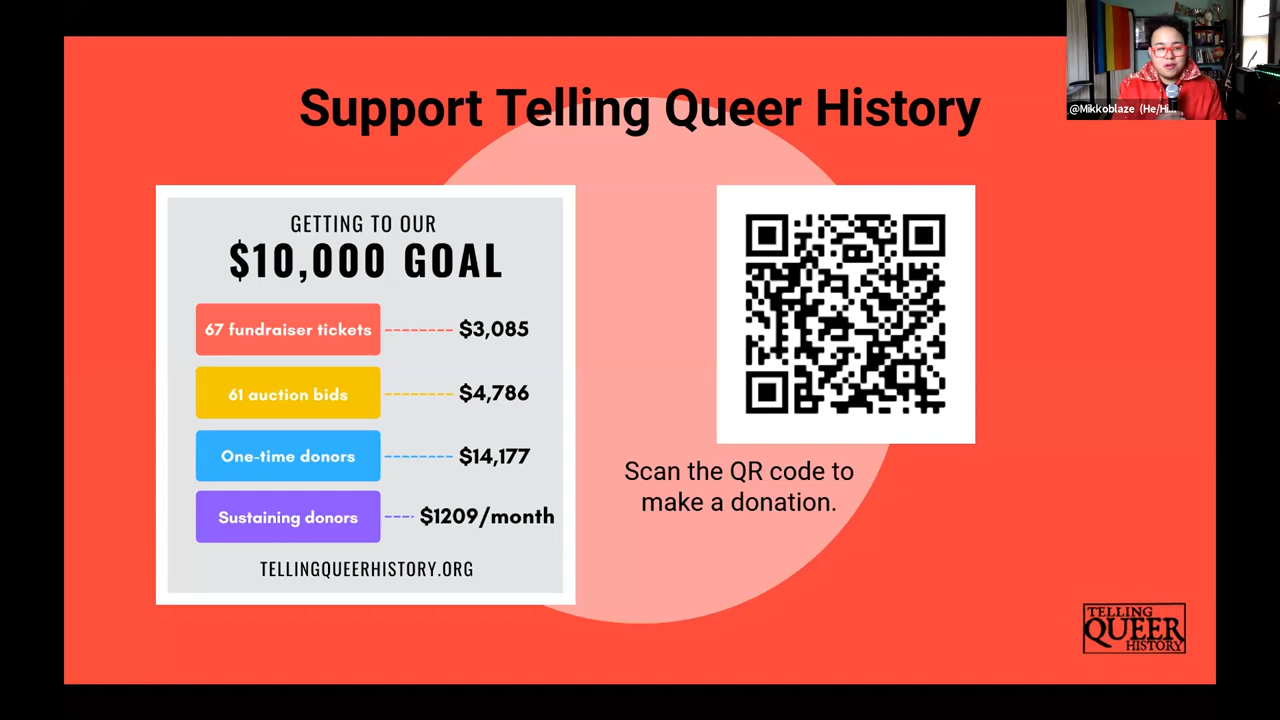 Support Telling Queer History
@Mikkoblaze (He/Hi...
GETTING TO OUR
$10,000 GOAL
67 fundraiser tickets $3,085
61 auction bids $4,786
One-time donors $14,177
Sustaining donors $1209/month
TELLINGQUEERHISTORY.ORG
Scan the QR code to
make a donation.
TELLING
QUEER
HISTORY